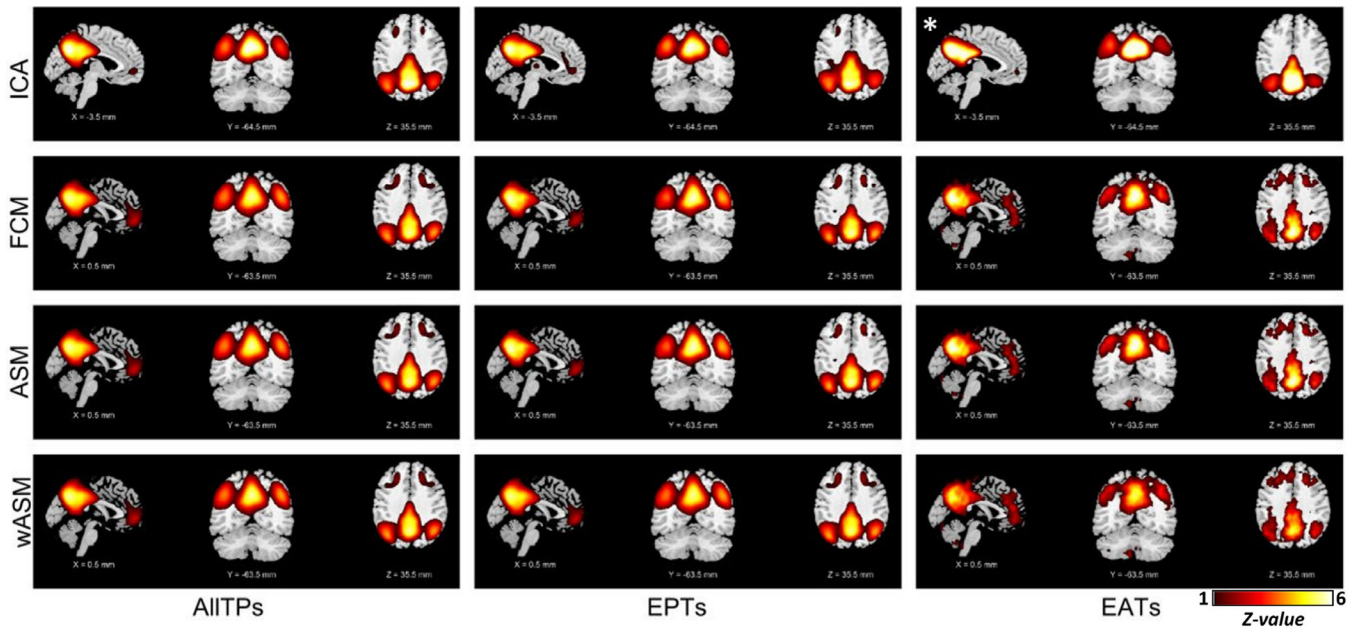 *
ICA
X = -3.5 mm
Y = -64.5 mm
Z = 35.5 mm
X = -3.5 mm
Y = -64.5 mm
Z = 35.5 mm
X = -3.5 mm
Y = -64.5 mm
Z = 35.5 mm
FCM
X = 0.5 mm
Y = -63.5 mm
Z = 35.5 mm
X = 0.5 mm
Y = -63.5 mm
Z = 35.5 mm
X = 0.5 mm
Y = -63.5 mm
Z = 35.5 mm
ASM
X = 0.5 mm
Y = -63.5 mm
Z = 35.5 mm
X = 0.5 mm
Y = -63.5 mm
Z = 35.5 mm
X = 0.5 mm
Y = -63.5 mm
Z = 35.5 mm
wASM
X = 0.5 mm
Y = -63.5 mm
Z = 35.5 mm
X = 0.5 mm
Y = -63.5 mm
Z = 35.5 mm
X = 0.5 mm
Y = -63.5 mm
Z = 35.5 mm
AllTPs
EPTs
EATs
1 6
Z-value